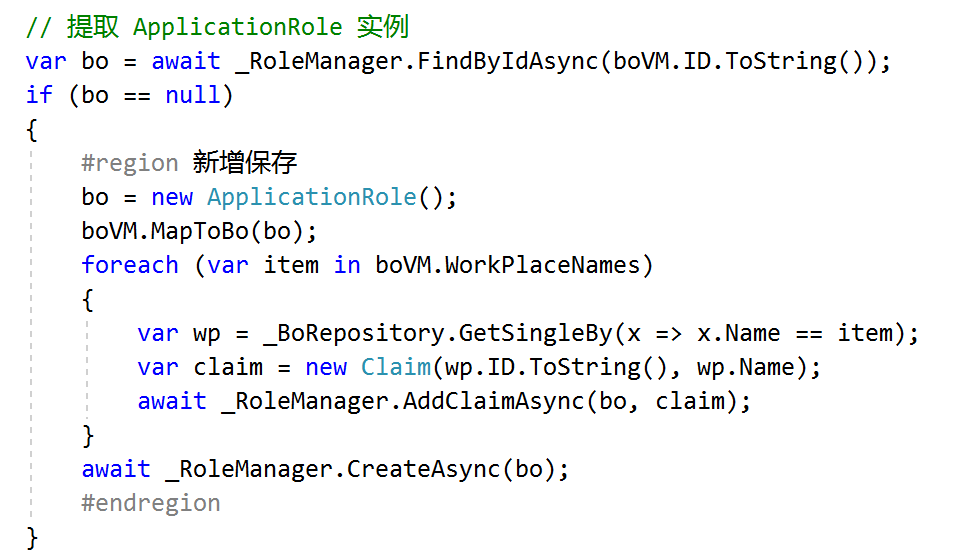 // 提取 ApplicationRole 实例
var bo = await _RoleManager.FindByIdAsync(boVM.ID.ToString());
if (bo == null)
{
    #region 新增保存
    bo = new ApplicationRole();
    boVM.MapToBo(bo);
    foreach (var item in boVM.WorkPlaceNames)
    {
        var wp = _BoRepository.GetSingleBy(x => x.Name == item);
        var claim = new Claim(wp.ID.ToString(), wp.Name);
        await _RoleManager.AddClaimAsync(bo, claim);
    }
    await _RoleManager.CreateAsync(bo);
    #endregion
}